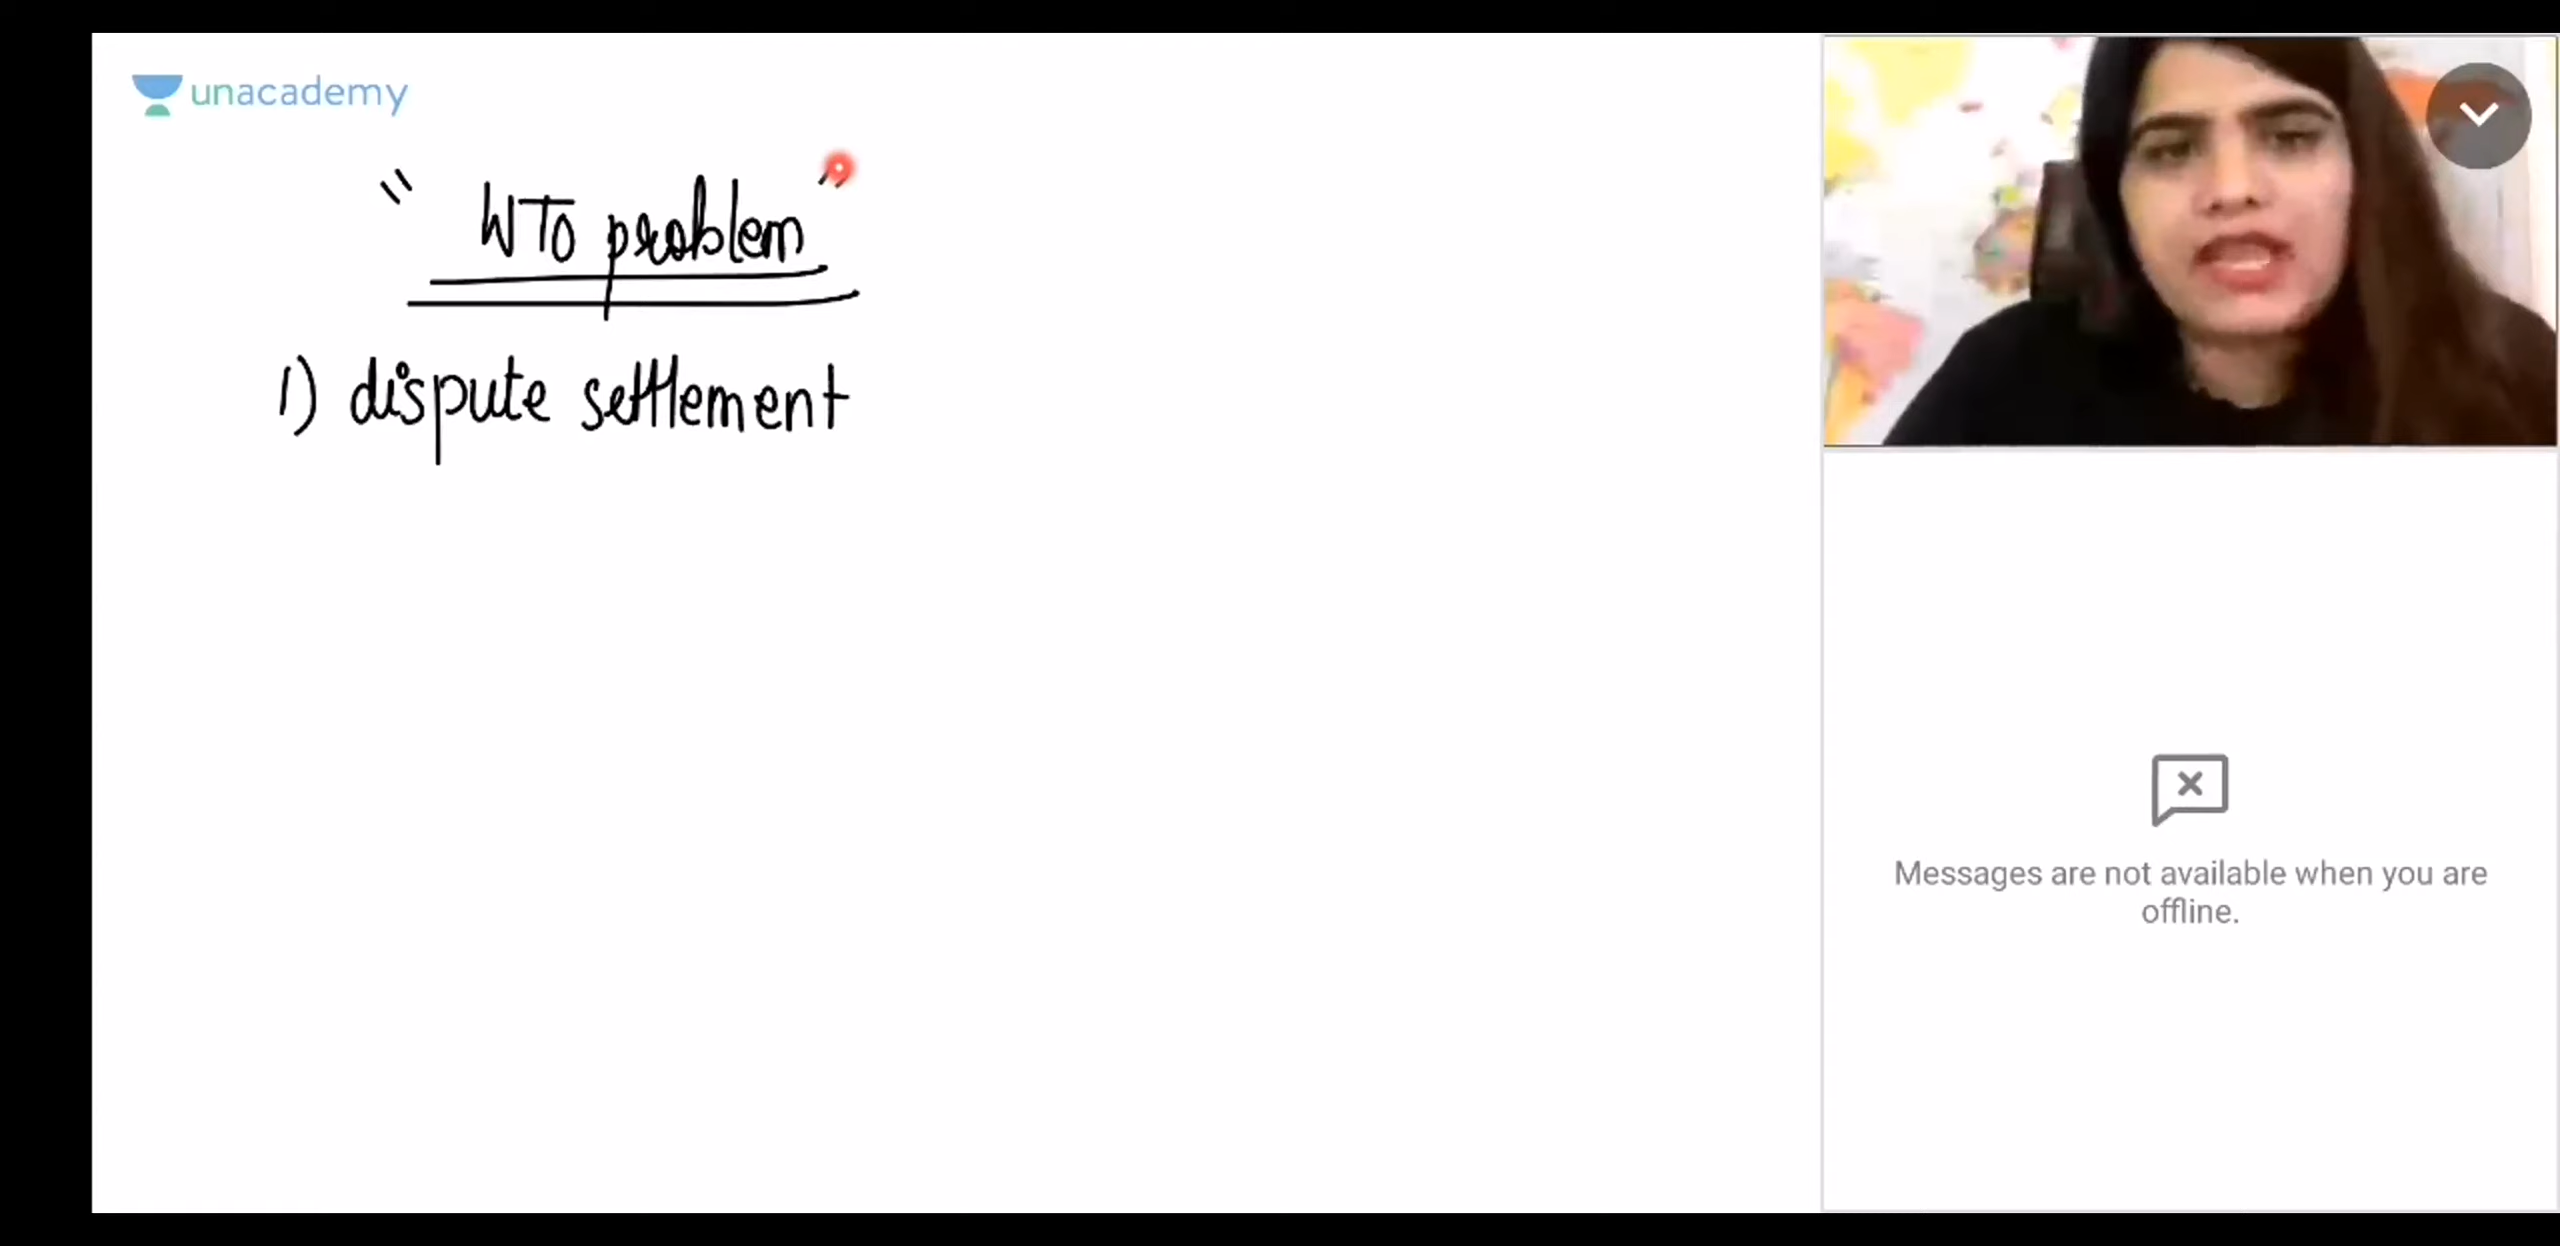 unacademy
" WTO problem "
1) dispute settlement
Messages are not available when you are
offline.